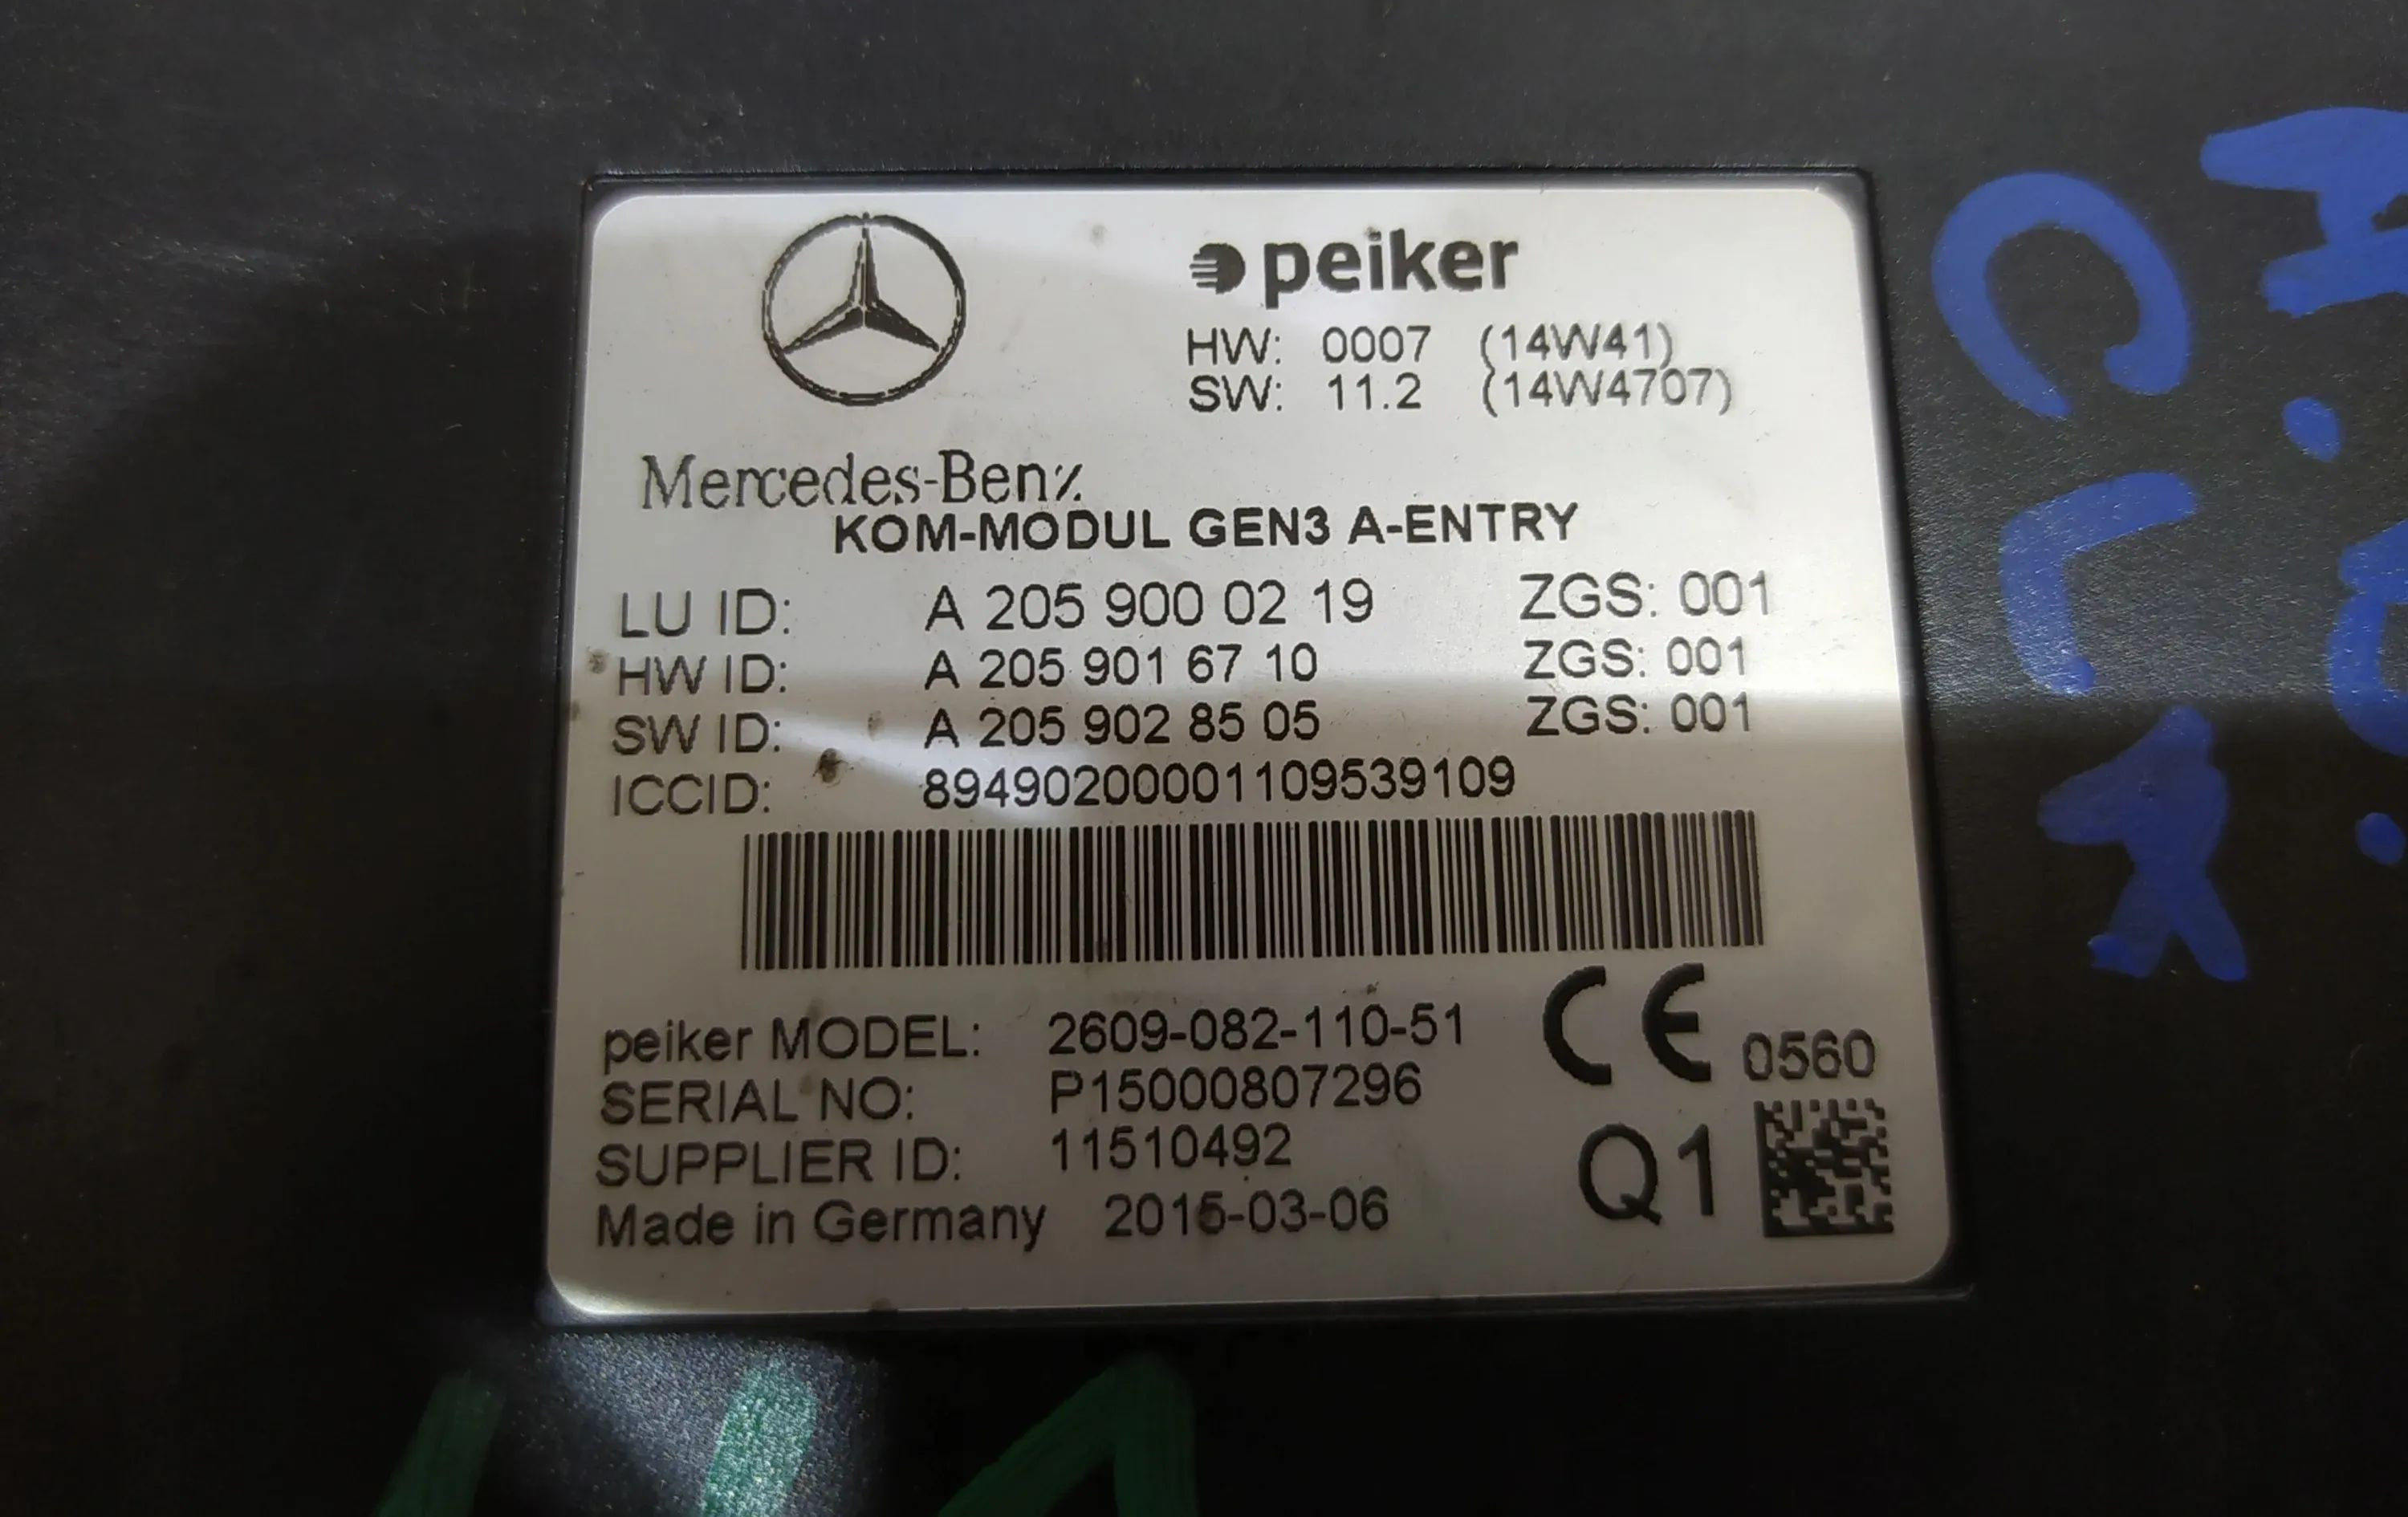 peiker
HW: 0007 (14W41)
SW: 11.2 (14W4707)
Mercedes-Benz
KOM-MODUL GEN3 A-ENTRY
LU ID: A 205 900 02 19 ZGS: 001
HW ID: A 205 901 67 10 ZGS: 001
SW ID: A 205 902 85 05 ZGS: 001
ICCID: 89490200001109539109
peiker MODEL: 2609-082-110-51
CE 0560
SERIAL NO: P15000807296
SUPPLIER ID: 11510492
Q1
Made in Germany 2015-03-06